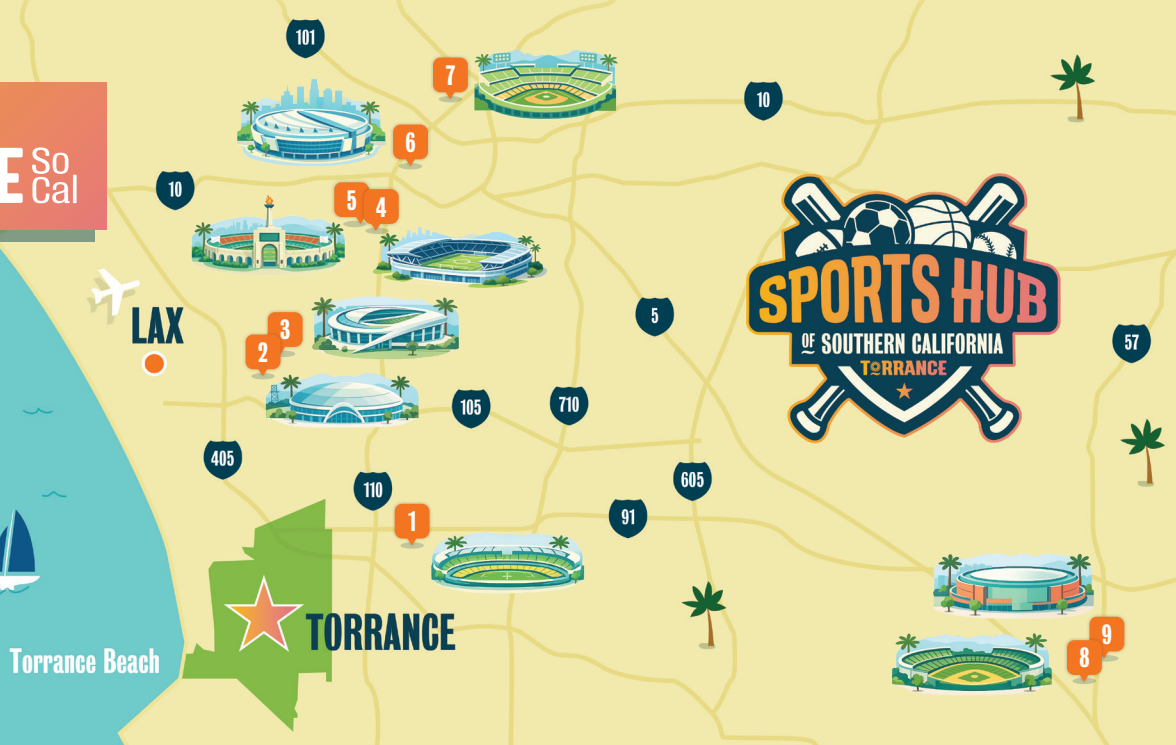 101
7
10
6
E So
Cal
10
5
4
SPORTS HUB
OF SOUTHERN CALIFORNIA
TORRANCE
LAX
3
2
5
57
105
710
405
110
605
1
91
TORRANCE
Torrance Beach
9
8